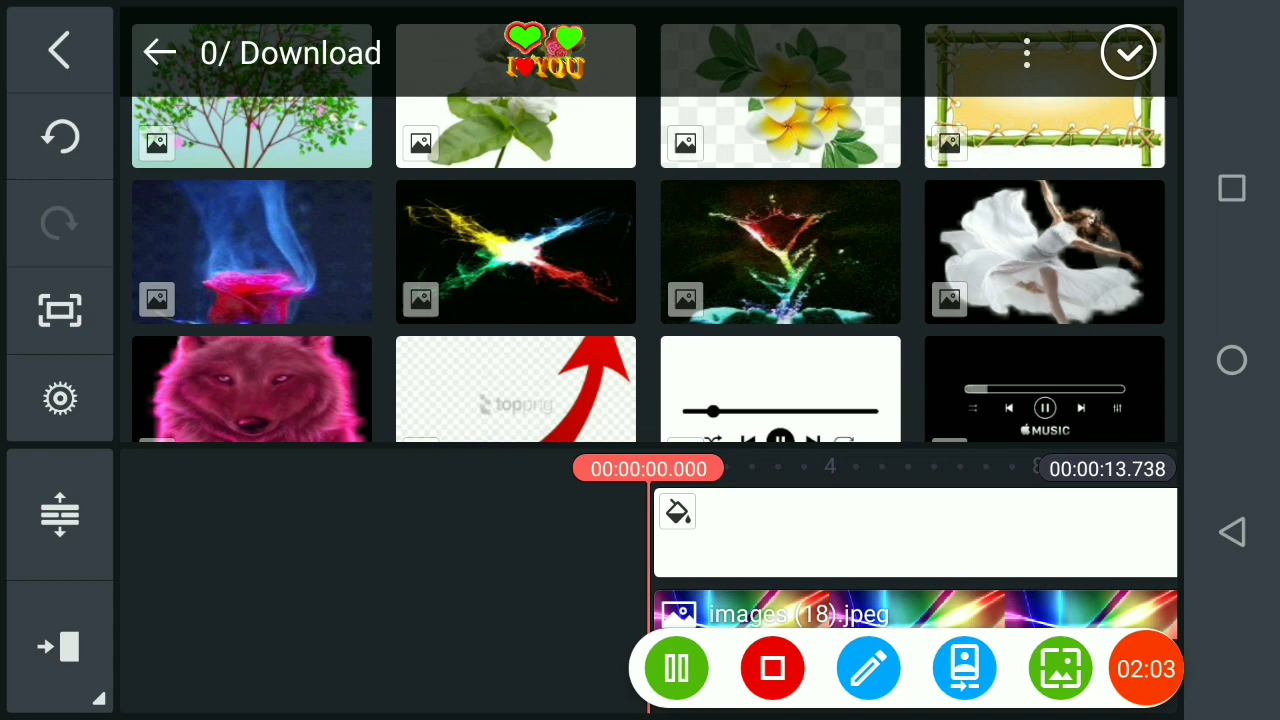 0/ Download
I YOU
toppng
MUSIC
00:00:00.000
4
8
00:00:13.738
images (18).jpeg
02:03